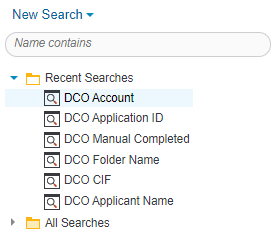 New Search
Name contains
Recent Searches
DCO Account
DCO Application ID
DCO Manual Completed
DCO Folder Name
DCO CIF
DCO Applicant Name
All Searches